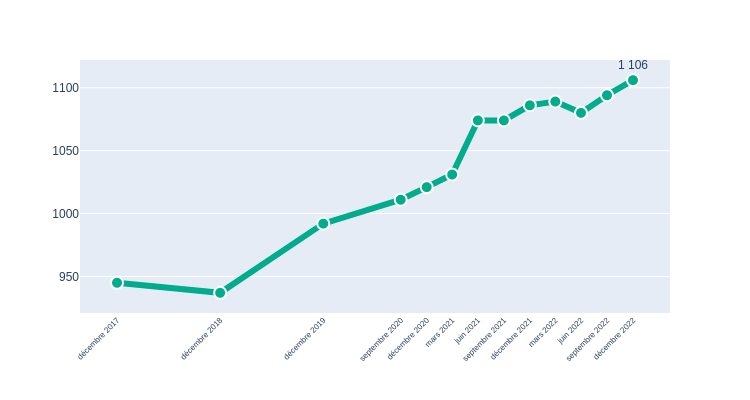 1 106
1100
1050
1000
950
décembre 2017
décembre 2018
décembre 2019
septembre 2020
décembre 2020
mars 2021
juin 2021
septembre 2021
décembre 2021
mars 2022
juin 2022
septembre 2022
décembre 2022